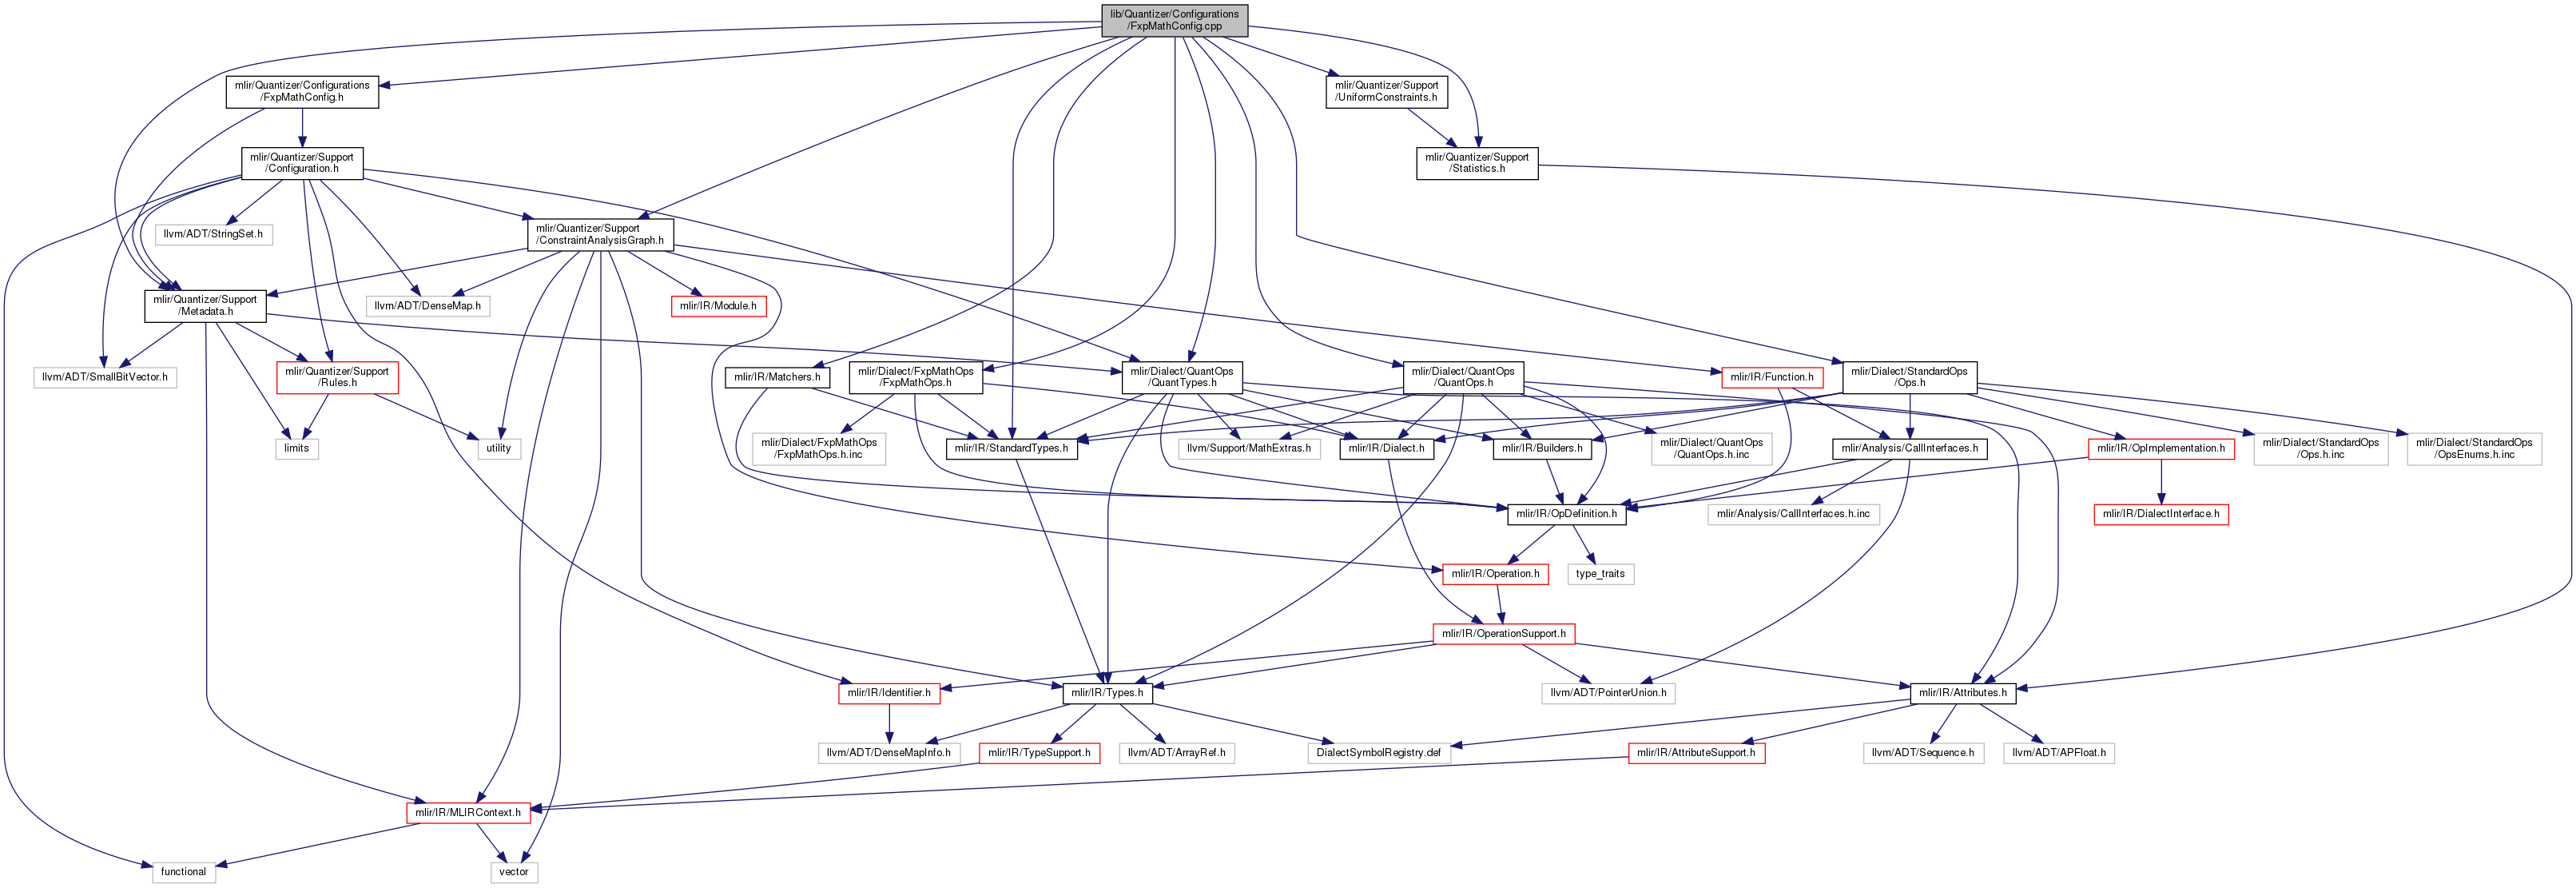 lib/Quantizer/Configurations
/FxpMathConfig.cpp
mlir/Quantizer/Configurations
/FxpMathConfig.h
mlir/Quantizer/Support
/UniformConstraints.h
mlir/Quantizer/Support
/Configuration.h
mlir/Quantizer/Support
/Statistics.h
llvm/ADT/StringSet.h
mlir/Quantizer/Support
/ConstraintAnalysisGraph.h
mlir/Quantizer/Support
/Metadata.h
llvm/ADT/DenseMap.h
mlir/IR/Module.h
llvm/ADT/SmallBitVector.h
mlir/Quantizer/Support
/Rules.h
mlir/IR/Matchers.h
mlir/Dialect/FxpMathOps
/FxpMathOps.h
mlir/Dialect/QuantOps
/QuantTypes.h
mlir/Dialect/QuantOps
/QuantOps.h
mlir/IR/Function.h
mlir/Dialect/StandardOps
/Ops.h
limits
utility
mlir/Dialect/FxpMathOps
/FxpMathOps.h.inc
mlir/IR/StandardTypes.h
llvm/Support/MathExtras.h
mlir/IR/Dialect.h
mlir/IR/Builders.h
mlir/Dialect/QuantOps
/QuantOps.h.inc
mlir/Analysis/CallInterfaces.h
mlir/IR/OpImplementation.h
mlir/Dialect/StandardOps
/Ops.h.inc
mlir/Dialect/StandardOps
/OpsEnums.h.inc
mlir/IR/OpDefinition.h
mlir/Analysis/CallInterfaces.h.inc
mlir/IR/DialectInterface.h
mlir/IR/Operation.h
type_traits
mlir/IR/OperationSupport.h
mlir/IR/Identifier.h
mlir/IR/Types.h
llvm/ADT/PointerUnion.h
mlir/IR/Attributes.h
llvm/ADT/DenseMapInfo.h
mlir/IR/TypeSupport.h
llvm/ADT/ArrayRef.h
DialectSymbolRegistry.def
mlir/IR/AttributeSupport.h
llvm/ADT/Sequence.h
llvm/ADT/APFloat.h
mlir/IR/MLIRContext.h
functional
vector